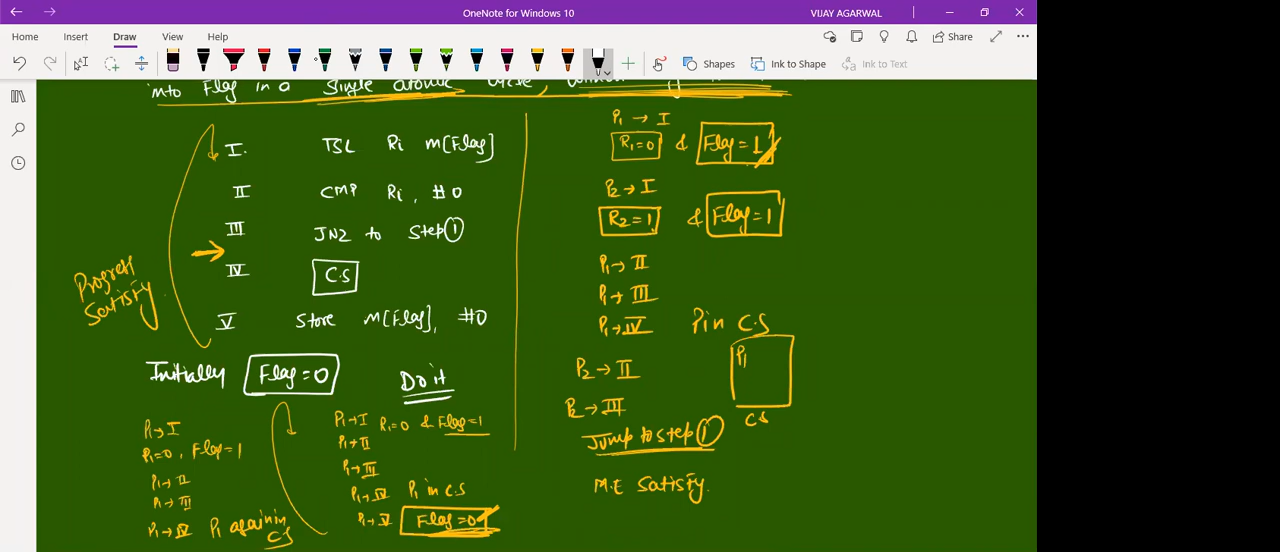 OneNote for Windows 10
VIJAY AGARWAL
Home Insert Draw View Help
Share
Shapes
Ink to Shape
Ink to Text
into Flag in a single atomic
I. TSL Ri m[Flag]
II CMP Ri, #0
III JNZ to Step ①
IV C.S
V Store m[Flag], #0
Progress
Satisfy
Initially Flag=0 Do it
P1→I
P1=0, Flag=1
P1→II
P1→III
P1→IV P1 again in
CS
P1→I R1=0 & Flag=1
P1→II
P1→III
P1→IV P1 in C.S
P1→V Flag=0
P1→I
R1=0 & Flag=1
P2→I
R2=1 & Flag=1
P1→II
P1→III
P1→IV P1 in C.S
P1
CS
P2→II
P2→III
Jump to step ①
M.E Satisfy.